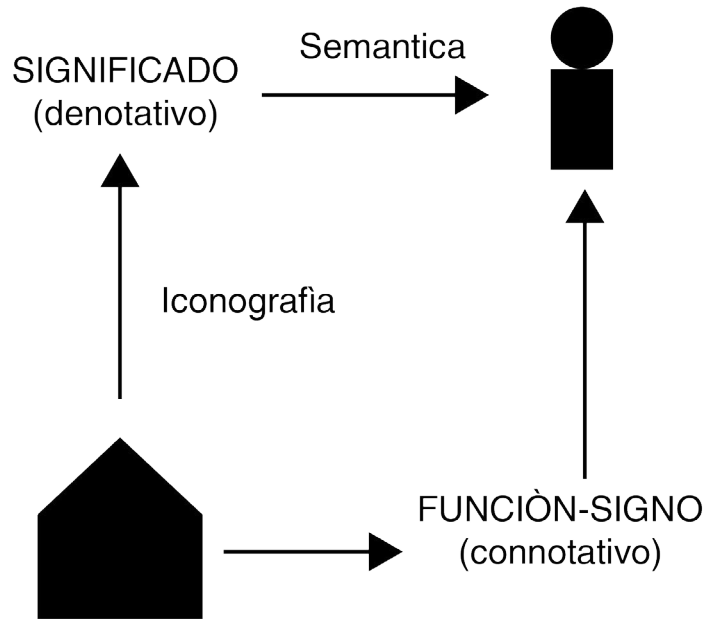 Semantica
SIGNIFICADO
(denotativo)
Iconografìa
FUNCIÒN-SIGNO
(connotativo)